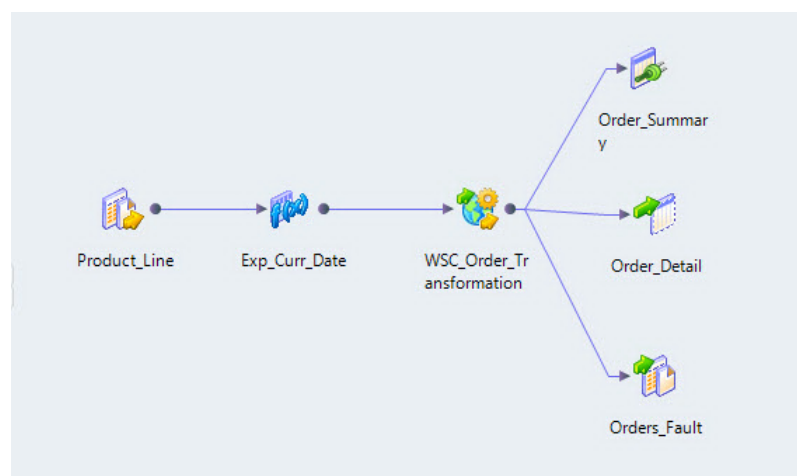 Order_Summar
y
Product_Line
Exp_Curr_Date
WSC_Order_Tr
ansformation
Order_Detail
Orders_Fault